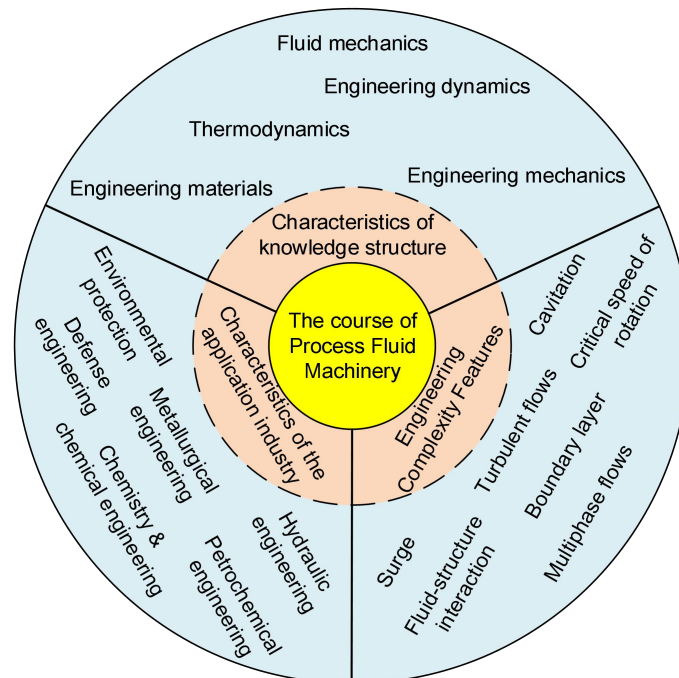 Fluid mechanics
Engineering dynamics
Thermodynamics
Engineering materials
Engineering mechanics
Characteristics of
knowledge structure
The course of
Process Fluid
Machinery
Characteristics of the
application industry
Engineering
Complexity Features
Environmental
protection
Defense
engineering
Metallurgical
engineering
Chemistry &
chemical engineering
Hydraulic
engineering
Petrochemical
engineering
Cavitation
Critical speed of
rotation
Turbulent flows
Boundary layer
Multiphase flows
Surge
Fluid-structure
interaction